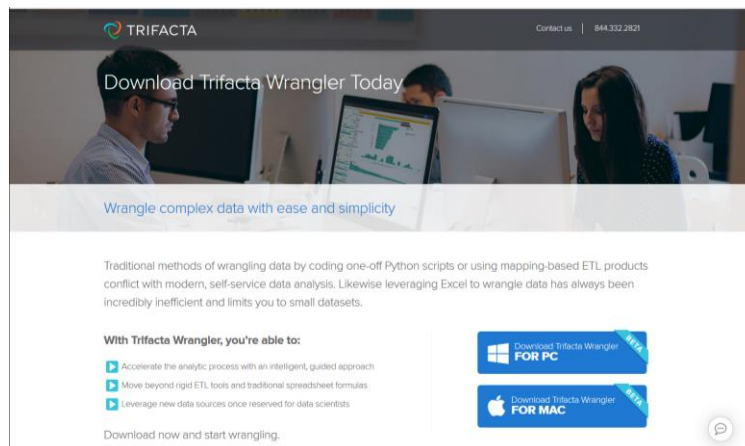 TRIFACTA
Contact us | 844.332.2821
Download Trifacta Wrangler Today
Wrangle complex data with ease and simplicity
Traditional methods of wrangling data by coding one-off Python scripts or using mapping-based ETL products
conflict with modern, self-service data analysis. Likewise leveraging Excel to wrangle data has always been
incredibly inefficient and limits you to small datasets.
With Trifacta Wrangler, you're able to:
Accelerate the analytic process with an intelligent, guided approach
Move beyond rigid ETL tools and traditional spreadsheet formulas
Leverage new data sources once reserved for data scientists
Download now and start wrangling.
Download Trifacta Wrangler
FOR PC
BETA
Download Trifacta Wrangler
FOR MAC
BETA